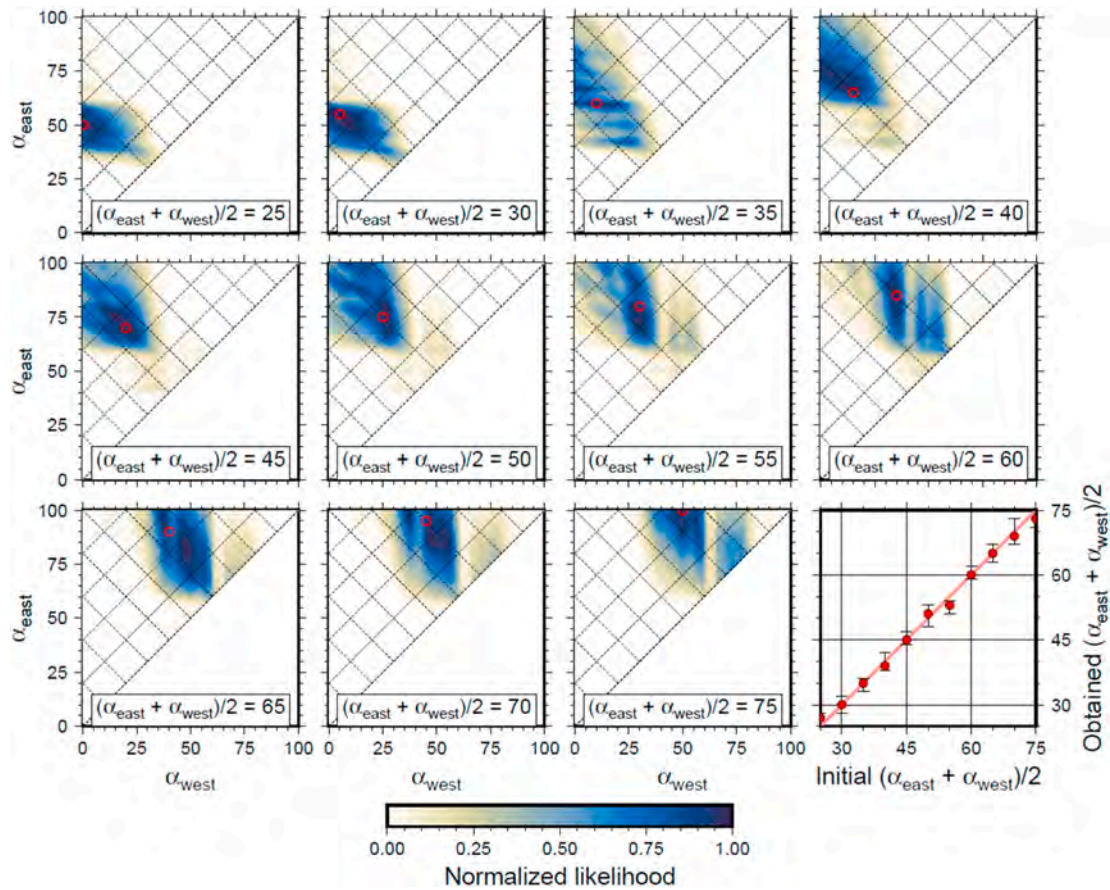 100
75
50
25
0
α_east
(α_east + α_west)/2 = 25
(α_east + α_west)/2 = 30
(α_east + α_west)/2 = 35
(α_east + α_west)/2 = 40
100
75
50
25
0
α_east
(α_east + α_west)/2 = 45
(α_east + α_west)/2 = 50
(α_east + α_west)/2 = 55
(α_east + α_west)/2 = 60
100
75
50
25
0
α_east
(α_east + α_west)/2 = 65
(α_east + α_west)/2 = 70
(α_east + α_west)/2 = 75
75
60
45
30
Obtained (α_east + α_west)/2
0 25 50 75 100
0 25 50 75 100
0 25 50 75 100
30 45 60 75
α_west
α_west
α_west
Initial (α_east + α_west)/2
0.00 0.25 0.50 0.75 1.00
Normalized likelihood